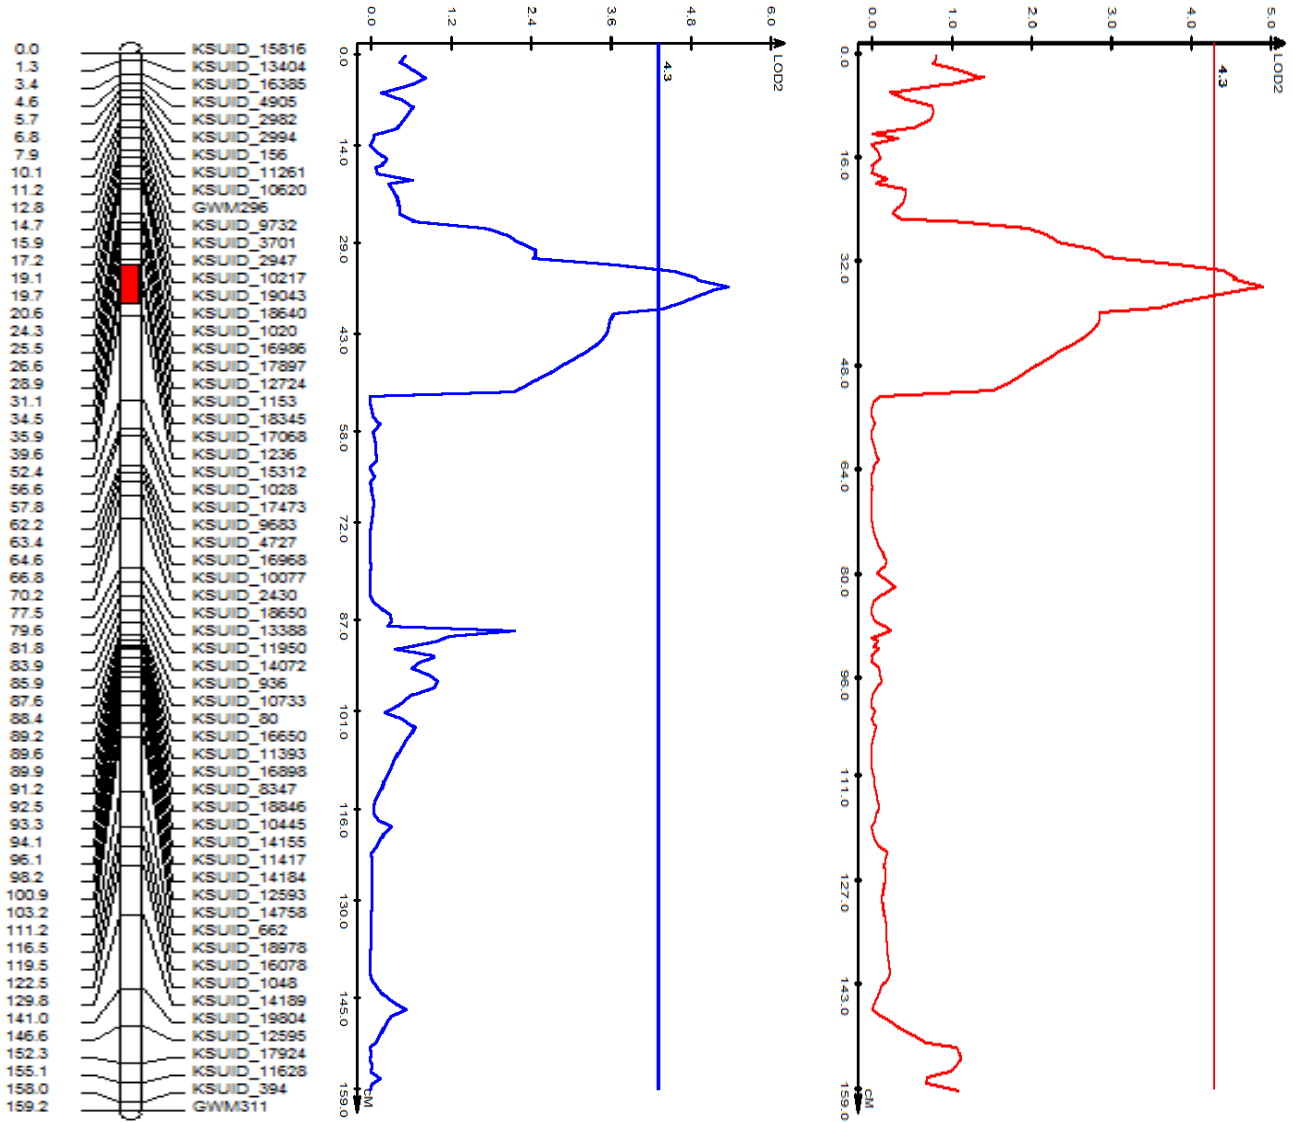 0.0 KSUID_15816
1.3 KSUID_13404
3.4 KSUID_16385
4.6 KSUID_4905
5.7 KSUID_2982
6.8 KSUID_2994
7.9 KSUID_156
10.1 KSUID_11261
11.2 KSUID_10620
12.8 GWM296
14.7 KSUID_9732
15.9 KSUID_3701
17.2 KSUID_2947
19.1 KSUID_10217
19.7 KSUID_19043
20.6 KSUID_18640
24.3 KSUID_1020
25.5 KSUID_16986
26.6 KSUID_17897
28.9 KSUID_12724
31.1 KSUID_1153
34.5 KSUID_18345
35.9 KSUID_17068
39.6 KSUID_1236
52.4 KSUID_15312
56.6 KSUID_1028
57.8 KSUID_17473
62.2 KSUID_9683
63.4 KSUID_4727
64.6 KSUID_16968
66.8 KSUID_10077
70.2 KSUID_2430
77.5 KSUID_18650
79.6 KSUID_13388
81.8 KSUID_11950
83.9 KSUID_14072
85.9 KSUID_936
87.6 KSUID_10733
88.4 KSUID_80
89.2 KSUID_16650
89.6 KSUID_11393
89.9 KSUID_16898
91.2 KSUID_8347
92.5 KSUID_18846
93.3 KSUID_10445
94.1 KSUID_14155
96.1 KSUID_11417
98.2 KSUID_14184
100.9 KSUID_12593
103.2 KSUID_14758
111.2 KSUID_662
116.5 KSUID_18978
119.5 KSUID_16078
122.5 KSUID_1048
129.8 KSUID_14189
141.0 KSUID_19804
146.6 KSUID_12595
152.3 KSUID_17924
155.1 KSUID_11628
158.0 KSUID_394
159.2 GWM311
0.0 1.2 2.4 3.6 4.8 6.0 LOD2
4.3
0.0
14.0
29.0
43.0
58.0
72.0
87.0
101.0
116.0
130.0
145.0
159.0 CM
0.0 1.0 2.0 3.0 4.0 5.0 LOD2
4.3
0.0
16.0
32.0
48.0
64.0
80.0
96.0
111.0
127.0
143.0
159.0 CM